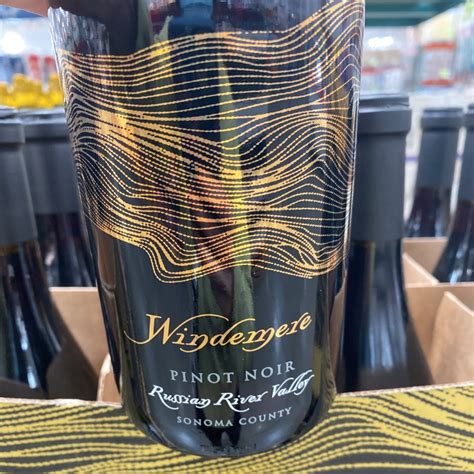 Windemere
PINOT NOIR
Russian River Valley
SONOMA COUNTY